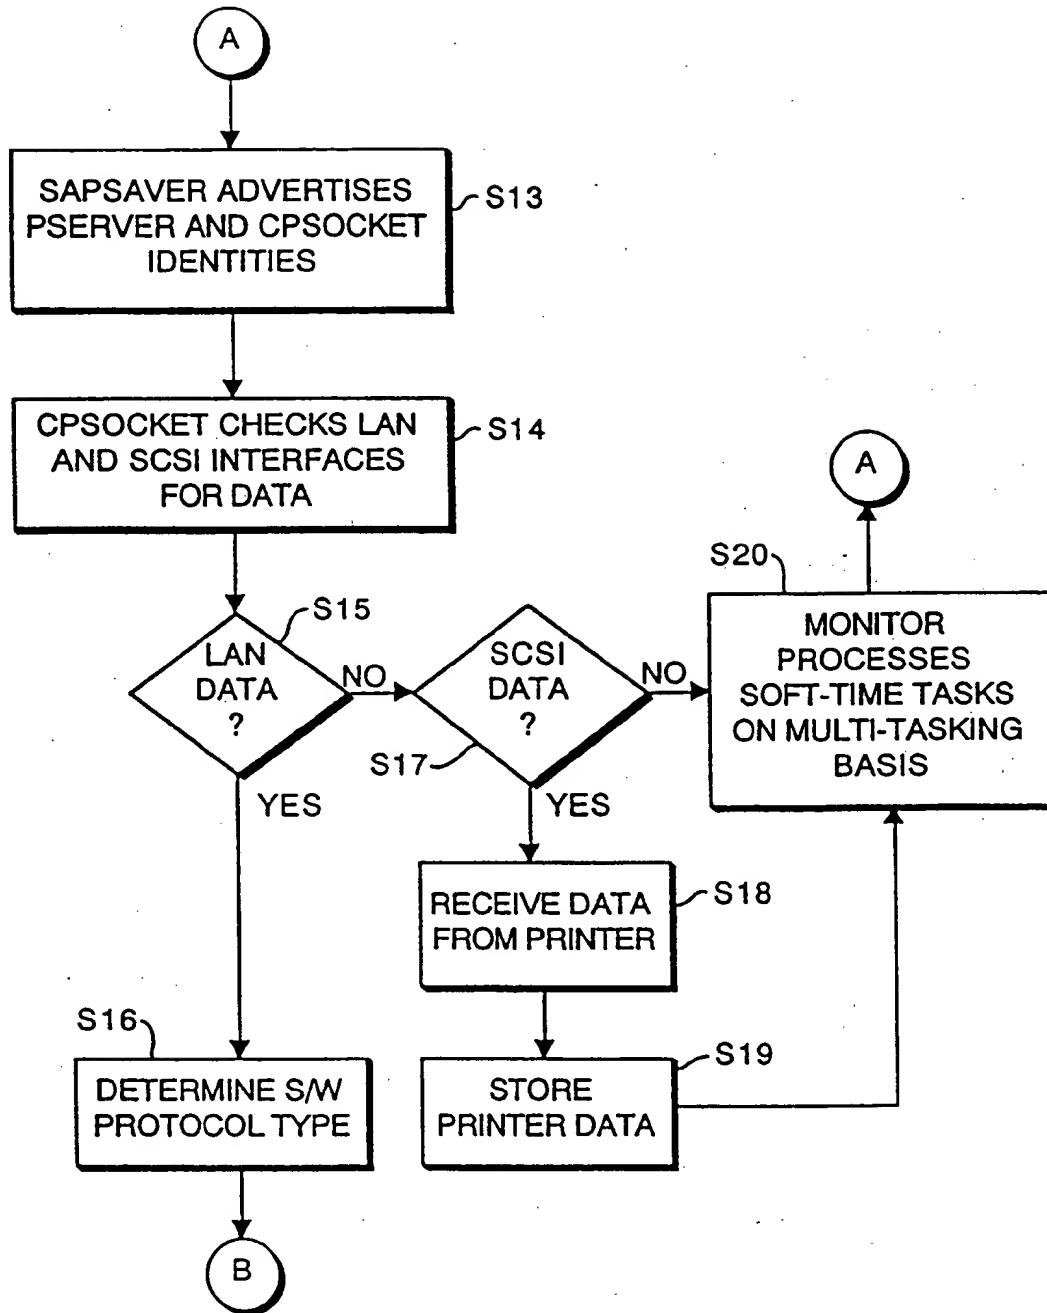 A
SAPSAVER ADVERTISES
PSERVER AND CPSOCKET
IDENTITIES
S13
CPSOCKET CHECKS LAN
AND SCSI INTERFACES
FOR DATA
S14
LAN
DATA
?
S15
NO
YES
SCSI
DATA
?
S17
NO
YES
A
S20
MONITOR
PROCESSES
SOFT-TIME TASKS
ON MULTI-TASKING
BASIS
RECEIVE DATA
FROM PRINTER
S18
S16
DETERMINE S/W
PROTOCOL TYPE
STORE
PRINTER DATA
S19
B